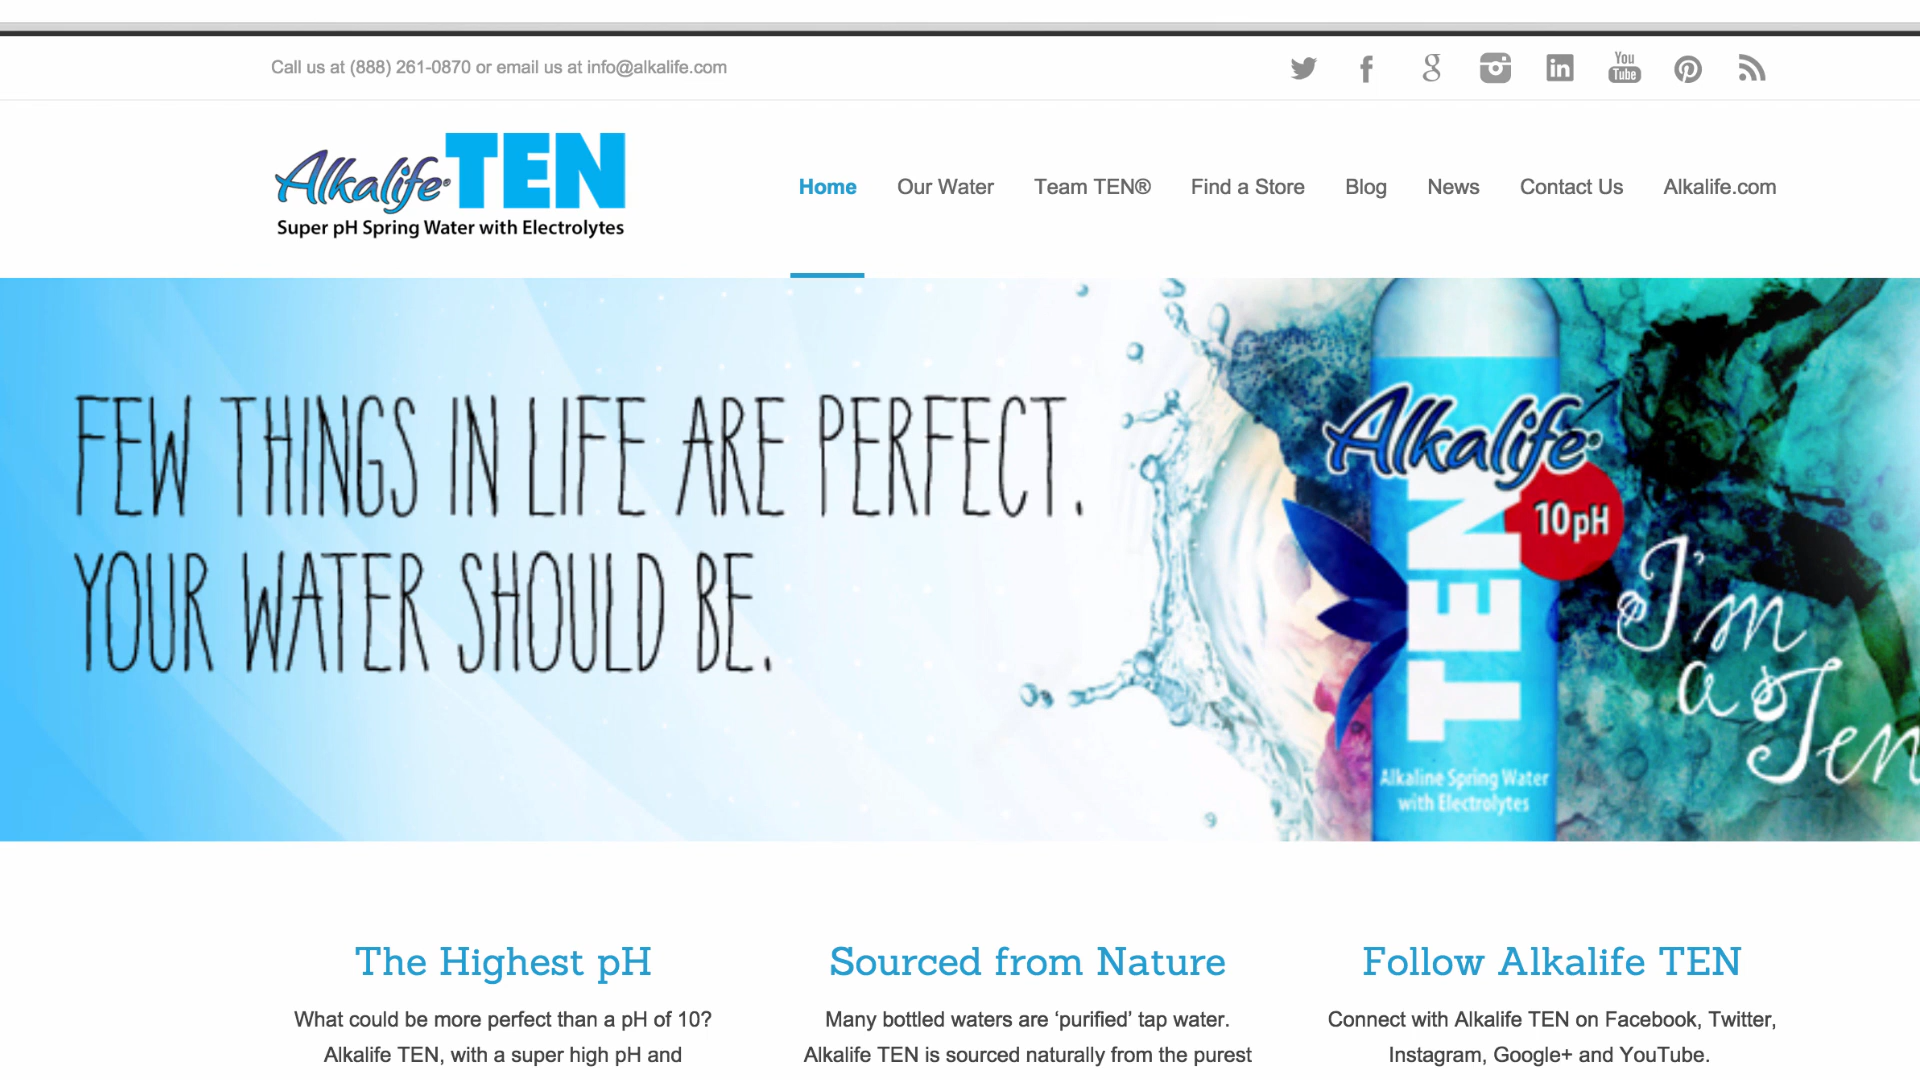 Call us at (888) 261-0870 or email us at info@alkalife.com
You
Tube
Alkalife® TEN
Super pH Spring Water with Electrolytes
Home Our Water Team TEN® Find a Store Blog News Contact Us Alkalife.com
FEW THINGS IN LIFE ARE PERFECT.
YOUR WATER SHOULD BE.
Alkalife®
TEN
10pH
Alkaline Spring Water
with Electrolytes
I'm
a
Ten
The Highest pH
What could be more perfect than a pH of 10?
Alkalife TEN, with a super high pH and
Sourced from Nature
Many bottled waters are ‘purified’ tap water.
Alkalife TEN is sourced naturally from the purest
Follow Alkalife TEN
Connect with Alkalife TEN on Facebook, Twitter,
Instagram, Google+ and YouTube.